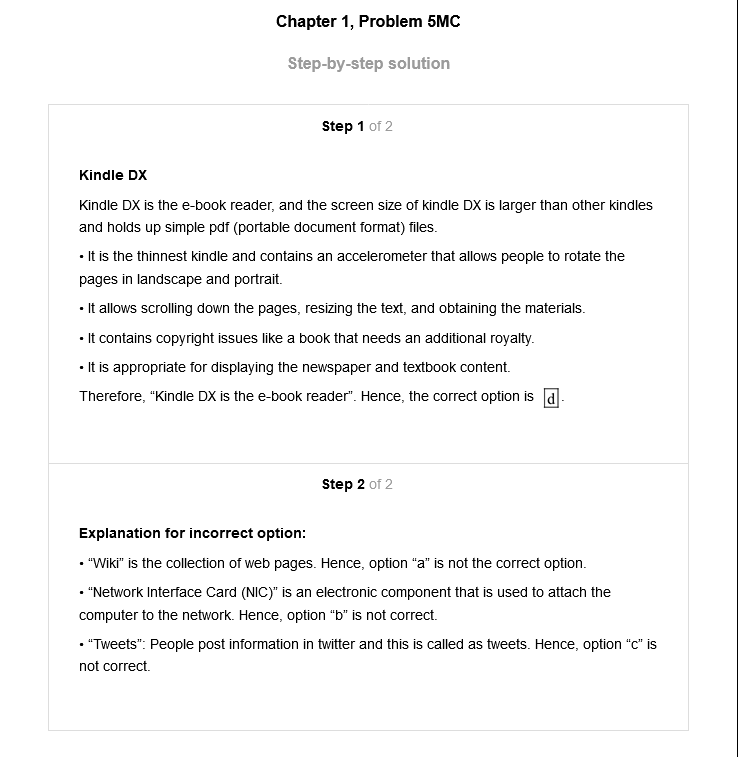 Chapter 1, Problem 5MC
Step-by-step solution
Step 1 of 2
Kindle DX
Kindle DX is the e-book reader, and the screen size of kindle DX is larger than other kindles
and holds up simple pdf (portable document format) files.
• It is the thinnest kindle and contains an accelerometer that allows people to rotate the
pages in landscape and portrait.
• It allows scrolling down the pages, resizing the text, and obtaining the materials.
• It contains copyright issues like a book that needs an additional royalty.
• It is appropriate for displaying the newspaper and textbook content.
Therefore, “Kindle DX is the e-book reader”. Hence, the correct option is d.
Step 2 of 2
Explanation for incorrect option:
• “Wiki” is the collection of web pages. Hence, option “a” is not the correct option.
• “Network Interface Card (NIC)” is an electronic component that is used to attach the
computer to the network. Hence, option “b” is not correct.
• “Tweets”: People post information in twitter and this is called as tweets. Hence, option “c” is
not correct.